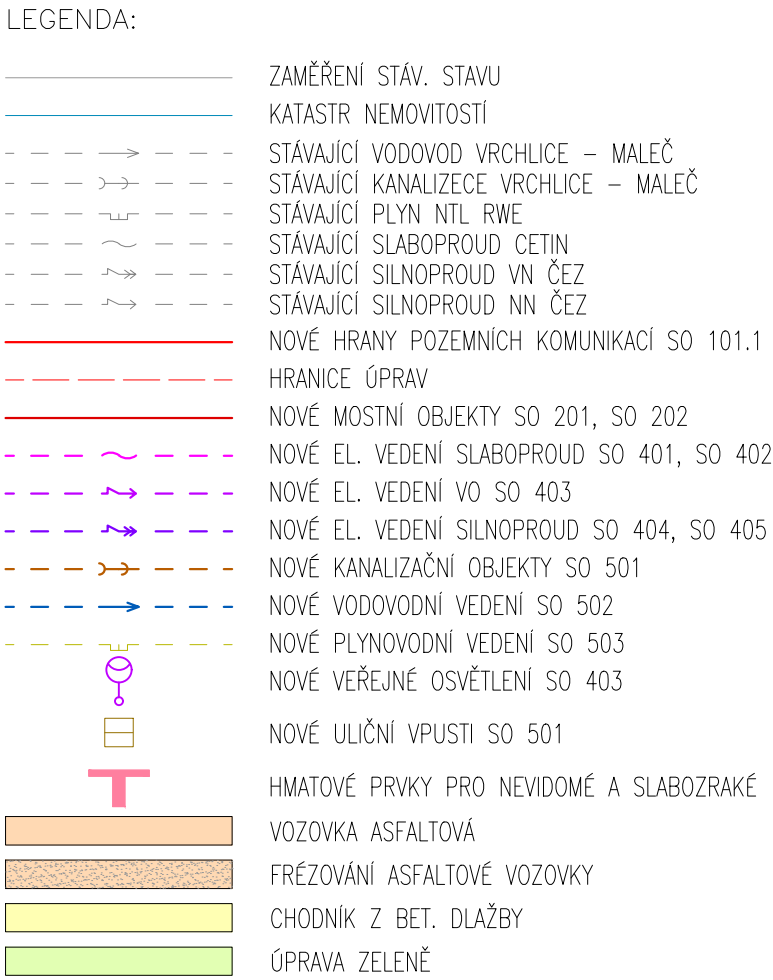 LEGENDA:
ZAMĚŘENÍ STÁV. STAVU
KATASTR NEMOVITOSTÍ
STÁVAJÍCÍ VODOVOD VRCHLICE – MALEČ
STÁVAJÍCÍ KANALIZECE VRCHLICE – MALEČ
STÁVAJÍCÍ PLYN NTL RWE
STÁVAJÍCÍ SLABOPROUD CETIN
STÁVAJÍCÍ SILNOPROUD VN ČEZ
STÁVAJÍCÍ SILNOPROUD NN ČEZ
NOVÉ HRANY POZEMNÍCH KOMUNIKACÍ SO 101.1
HRANICE ÚPRAV
NOVÉ MOSTNÍ OBJEKTY SO 201, SO 202
NOVÉ EL. VEDENÍ SLABOPROUD SO 401, SO 402
NOVÉ EL. VEDENÍ VO SO 403
NOVÉ EL. VEDENÍ SILNOPROUD SO 404, SO 405
NOVÉ KANALIZAČNÍ OBJEKTY SO 501
NOVÉ VODOVODNÍ VEDENÍ SO 502
NOVÉ PLYNOVODNÍ VEDENÍ SO 503
NOVÉ VEŘEJNÉ OSVĚTLENÍ SO 403
NOVÉ ULIČNÍ VPUSTI SO 501
HMATOVÉ PRVKY PRO NEVIDOMÉ A SLABOZRAKÉ
VOZOVKA ASFALTOVÁ
FRÉZOVÁNÍ ASFALTOVÉ VOZOVKY
CHODNÍK Z BET. DLAŽBY
ÚPRAVA ZELENĚ